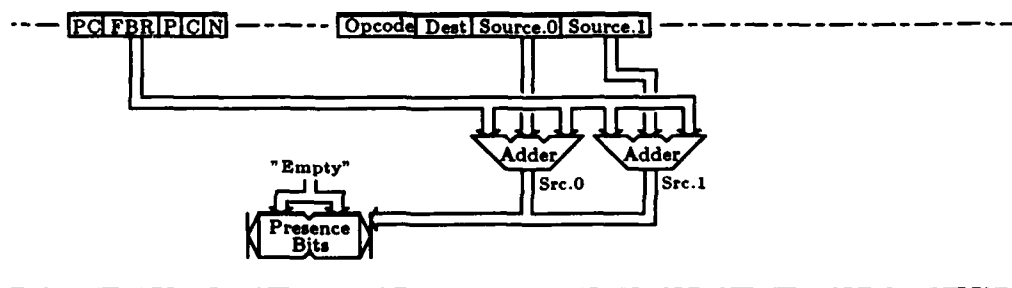 PC FBR P C N Opcode Dest Source.0 Source.1
Adder Adder
"Empty"
Src.0 Src.1
Presence
Bits